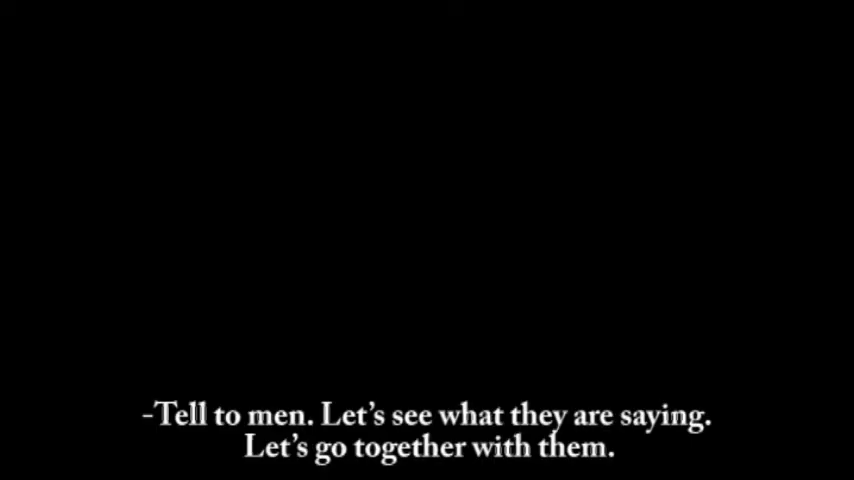 -Tell to men. Let's see what they are saying.
Let's go together with them.